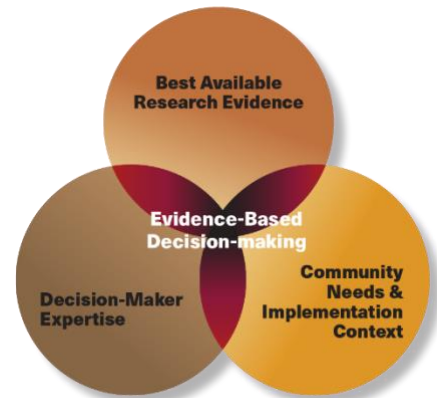 Best Available
Research Evidence
Evidence-Based
Decision-making
Decision-Maker
Expertise
Community
Needs &
Implementation
Context